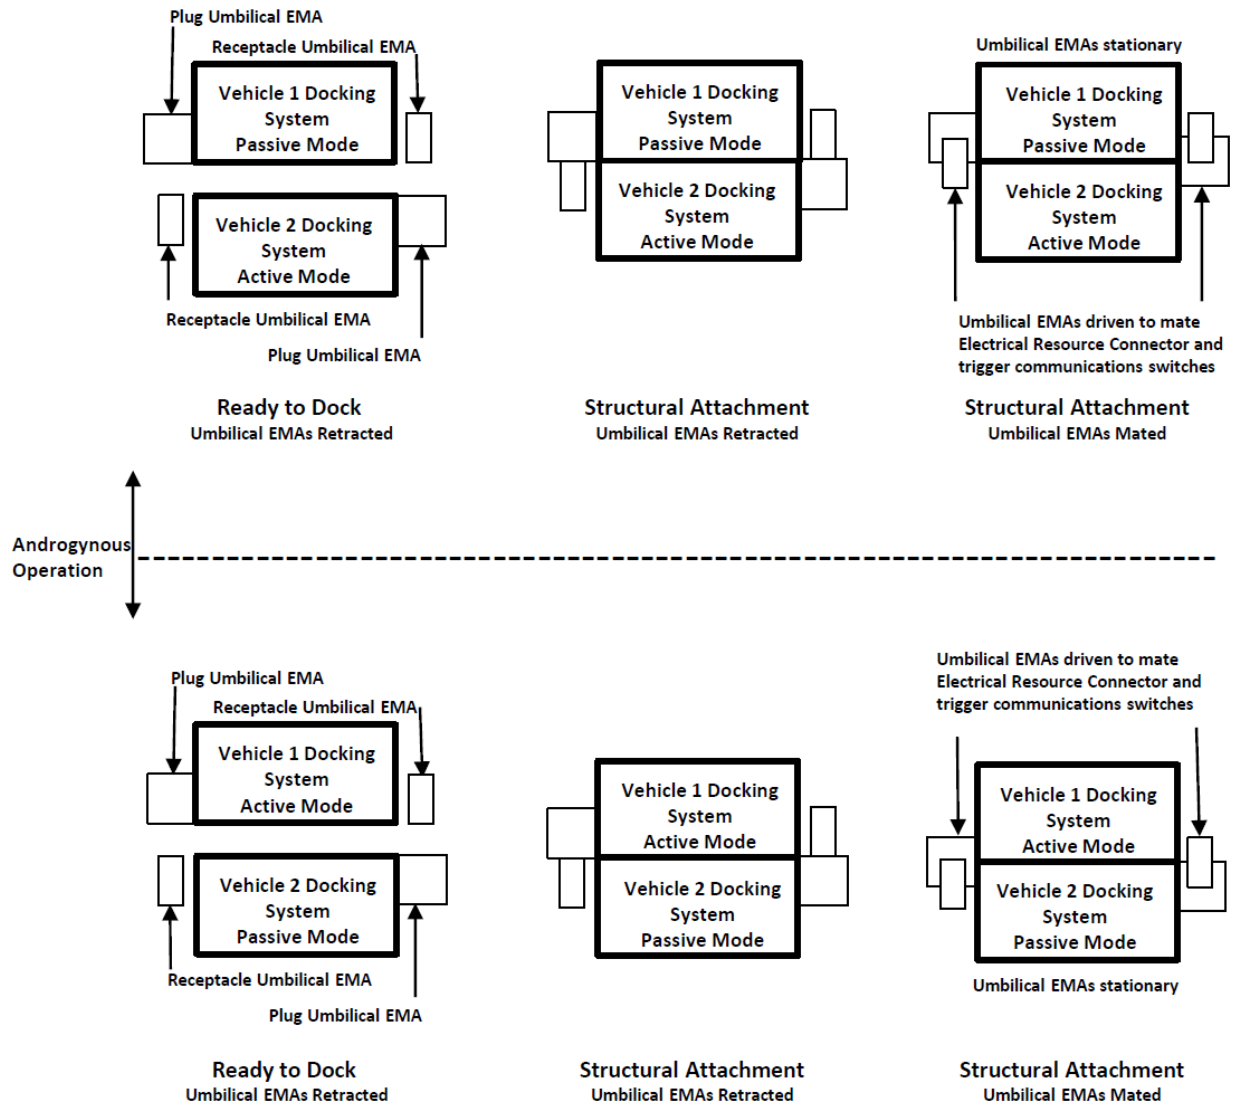 Plug Umbilical EMA
Receptacle Umbilical EMA
Vehicle 1 Docking
System
Passive Mode
Vehicle 2 Docking
System
Active Mode
Receptacle Umbilical EMA
Plug Umbilical EMA
Ready to Dock
Umbilical EMAs Retracted
Vehicle 1 Docking
System
Passive Mode
Vehicle 2 Docking
System
Active Mode
Structural Attachment
Umbilical EMAs Retracted
Umbilical EMAs stationary
Vehicle 1 Docking
System
Passive Mode
Vehicle 2 Docking
System
Active Mode
Umbilical EMAs driven to mate
Electrical Resource Connector and
trigger communications switches
Structural Attachment
Umbilical EMAs Mated
Androgynous
Operation
Plug Umbilical EMA
Receptacle Umbilical EMA
Vehicle 1 Docking
System
Active Mode
Vehicle 2 Docking
System
Passive Mode
Receptacle Umbilical EMA
Plug Umbilical EMA
Ready to Dock
Umbilical EMAs Retracted
Vehicle 1 Docking
System
Active Mode
Vehicle 2 Docking
System
Passive Mode
Structural Attachment
Umbilical EMAs Retracted
Umbilical EMAs driven to mate
Electrical Resource Connector and
trigger communications switches
Vehicle 1 Docking
System
Active Mode
Vehicle 2 Docking
System
Passive Mode
Umbilical EMAs stationary
Structural Attachment
Umbilical EMAs Mated